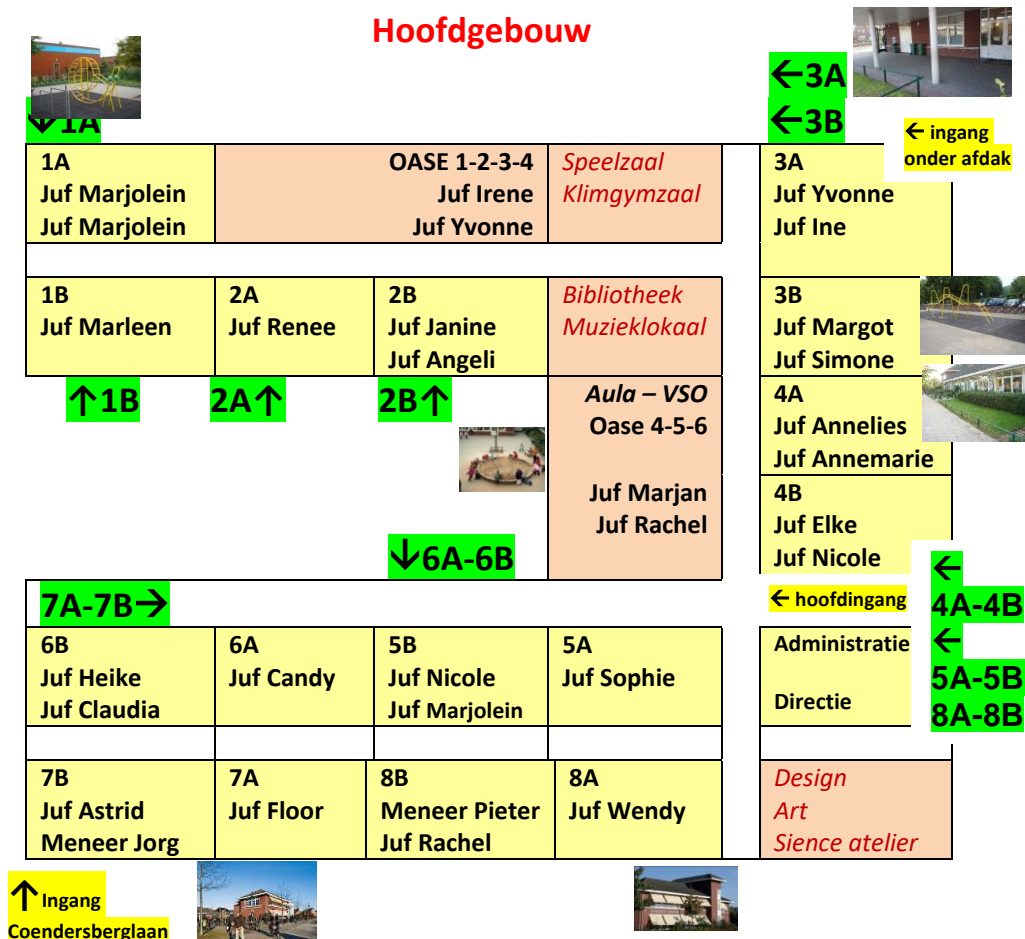 Hoofdgebouw
←3A
↓1A
←3B
← ingang
onder afdak
1A
Juf Marjolein
Juf Marjolein
OASE 1-2-3-4
Juf Irene
Juf Yvonne
Speelzaal
Klimgymzaal
3A
Juf Yvonne
Juf Ine
1B
Juf Marleen
2A
Juf Renee
2B
Juf Janine
Juf Angeli
Bibliotheek
Muzieklokaal
3B
Juf Margot
Juf Simone
↑1B
2A↑
2B↑
Aula – VSO
Oase 4-5-6
Juf Marjan
Juf Rachel
4A
Juf Annelies
Juf Annemarie
4B
Juf Elke
Juf Nicole
↓6A-6B
7A-7B→
← hoofdingang
←
4A-4B
←
5A-5B
8A-8B
6B
Juf Heike
Juf Claudia
6A
Juf Candy
5B
Juf Nicole
Juf Marjolein
5A
Juf Sophie
Administratie
Directie
7B
Juf Astrid
Meneer Jorg
7A
Juf Floor
8B
Meneer Pieter
Juf Rachel
8A
Juf Wendy
Design
Art
Sience atelier
↑ Ingang
Coendersberglaan